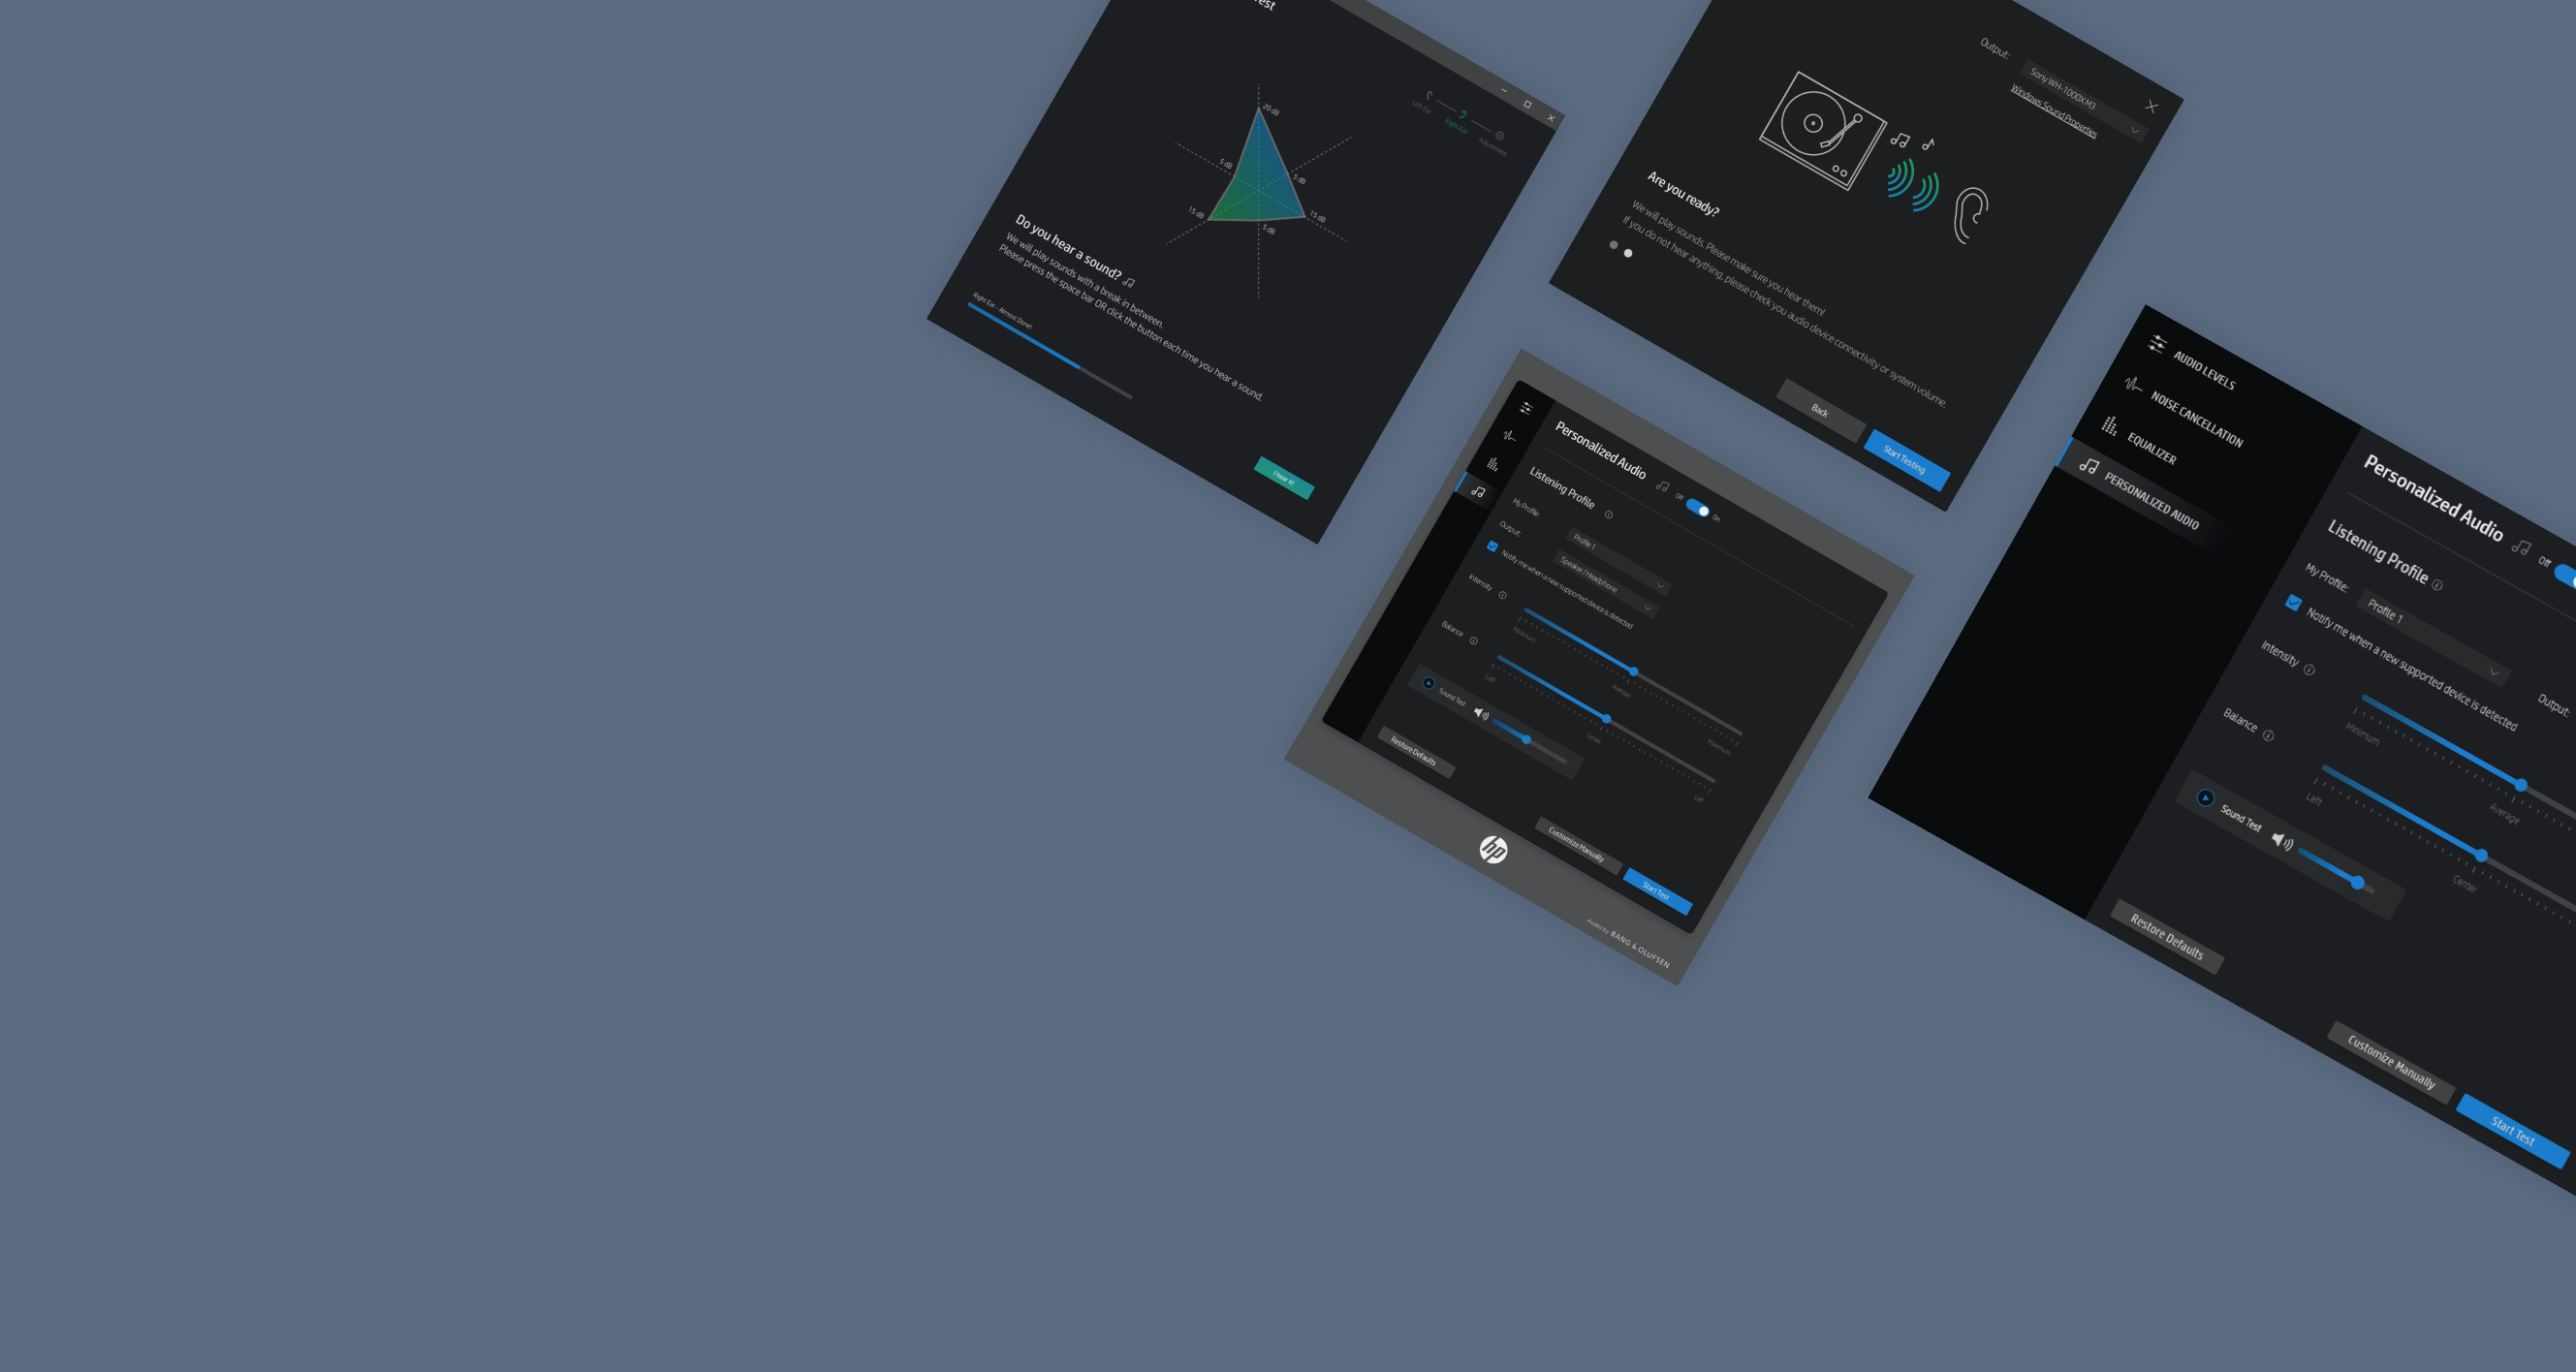 20 dB
5 dB
15 dB
5 dB
15 dB
5 dB
Left Ear
Right Ear
Adjustment
Do you hear a sound?
We will play sounds with a break in between.
Please press the space bar OR click the button each time you hear a sound.
Right Ear - Almost Done!
I hear it!
Output:
Sony WH-1000XM3
Windows Sound Properties
Are you ready?
We will play sounds. Please make sure you hear them!
If you do not hear anything, please check you audio device connectivity or system volume.
Back
Start Testing
Personalized Audio
Off
On
Listening Profile
My Profile:
Profile 1
Output:
Speaker / Headphone
Notify me when a new supported device is detected
Intensity
Minimum
Average
Maximum
Balance
Left
Center
Left
Sound Test
Restore Defaults
Customize Manually
Start Test
hp
Audio by BANG & OLUFSEN
AUDIO LEVELS
NOISE CANCELLATION
EQUALIZER
PERSONALIZED AUDIO
Personalized Audio
Off
Listening Profile
My Profile:
Profile 1
Output:
Notify me when a new supported device is detected
Intensity
Minimum
Average
Balance
Left
Center
Sound Test
Restore Defaults
Customize Manually
Start Test